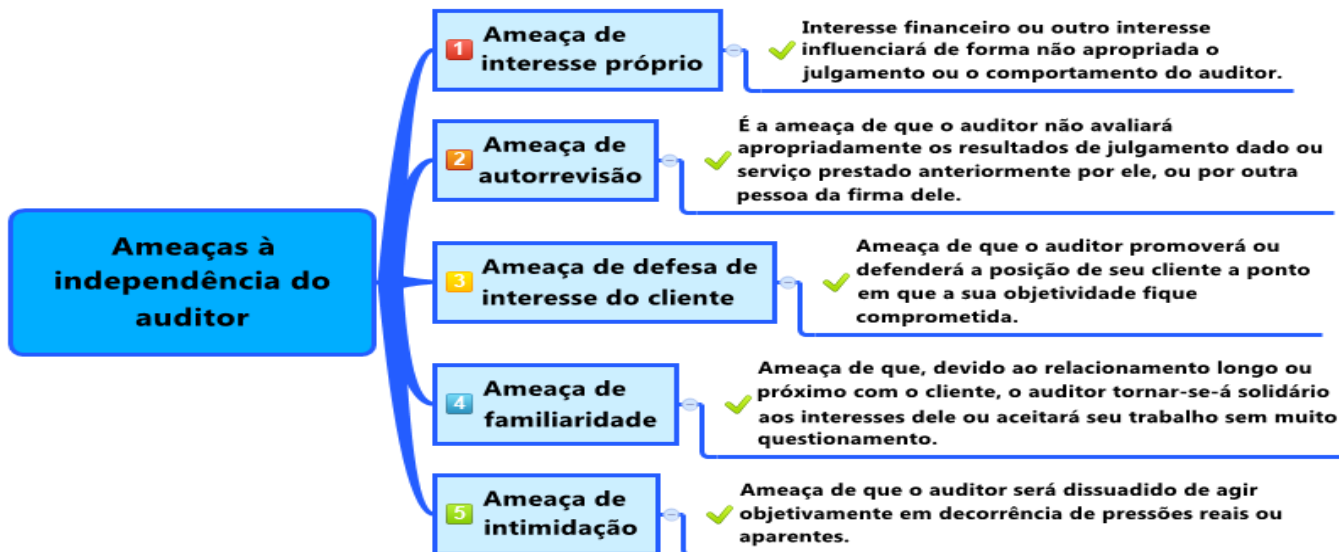 Ameaças à
independência do
auditor
1
Ameaça de
interesse próprio
Interesse financeiro ou outro interesse
influenciará de forma não apropriada o
julgamento ou o comportamento do auditor.
2
Ameaça de
autorrevisão
É a ameaça de que o auditor não avaliará
apropriadamente os resultados de julgamento dado ou
serviço prestado anteriormente por ele, ou por outra
pessoa da firma dele.
3
Ameaça de defesa de
interesse do cliente
Ameaça de que o auditor promoverá ou
defenderá a posição de seu cliente a ponto
em que a sua objetividade fique
comprometida.
4
Ameaça de
familiaridade
Ameaça de que, devido ao relacionamento longo ou
próximo com o cliente, o auditor tornar-se-á solidário
aos interesses dele ou aceitará seu trabalho sem muito
questionamento.
5
Ameaça de
intimidação
Ameaça de que o auditor será dissuadido de agir
objetivamente em decorrência de pressões reais ou
aparentes.